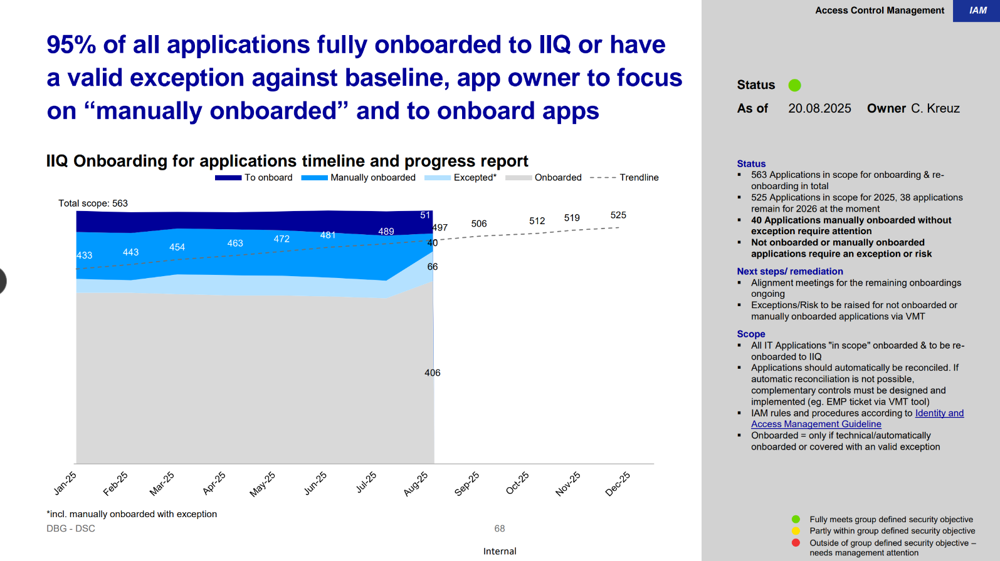 Access Control Management
IAM
95% of all applications fully onboarded to IIQ or have
a valid exception against baseline, app owner to focus
on “manually onboarded” and to onboard apps
IIQ Onboarding for applications timeline and progress report
To onboard
Manually onboarded
Excepted*
Onboarded
Trendline
Total scope: 563
433
443
454
463
472
481
489
51
497
40
66
406
506
512
519
525
Jan-25
Feb-25
Mar-25
Apr-25
May-25
Jun-25
Jul-25
Aug-25
Sep-25
Oct-25
Nov-25
Dec-25
*incl. manually onboarded with exception
DBG - DSC
68
Internal
Status
As of 20.08.2025 Owner C. Kreuz
Status
▪ 563 Applications in scope for onboarding & re-
onboarding in total
▪ 525 Applications in scope for 2025, 38 applications
remain for 2026 at the moment
▪ 40 Applications manually onboarded without
exception require attention
▪ Not onboarded or manually onboarded
applications require an exception or risk
Next steps/ remediation
▪ Alignment meetings for the remaining onboardings
ongoing
▪ Exceptions/Risk to be raised for not onboarded or
manually onboarded applications via VMT
Scope
▪ All IT Applications "in scope" onboarded & to be re-
onboarded to IIQ
▪ Applications should automatically be reconciled. If
automatic reconciliation is not possible,
complementary controls must be designed and
implemented (eg. EMP ticket via VMT tool)
▪ IAM rules and procedures according to Identity and
Access Management Guideline
▪ Onboarded = only if technical/automatically
onboarded or covered with an valid exception
Fully meets group defined security objective
Partly within group defined security objective
Outside of group defined security objective –
needs management attention